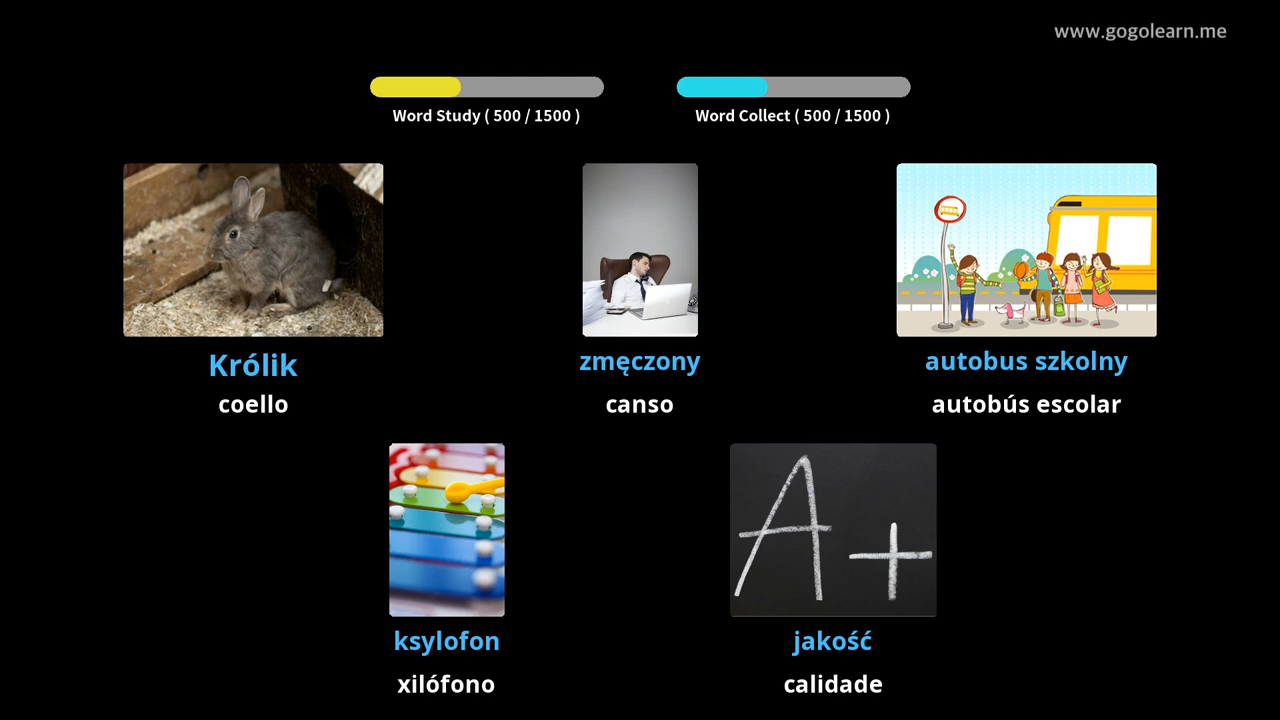 www.gogolearn.me
Word Study ( 500 / 1500 )
Word Collect ( 500 / 1500 )
Królik
coello
zmęczony
canso
autobus szkolny
autobús escolar
A+
ksylofon
xilófono
jakość
calidade